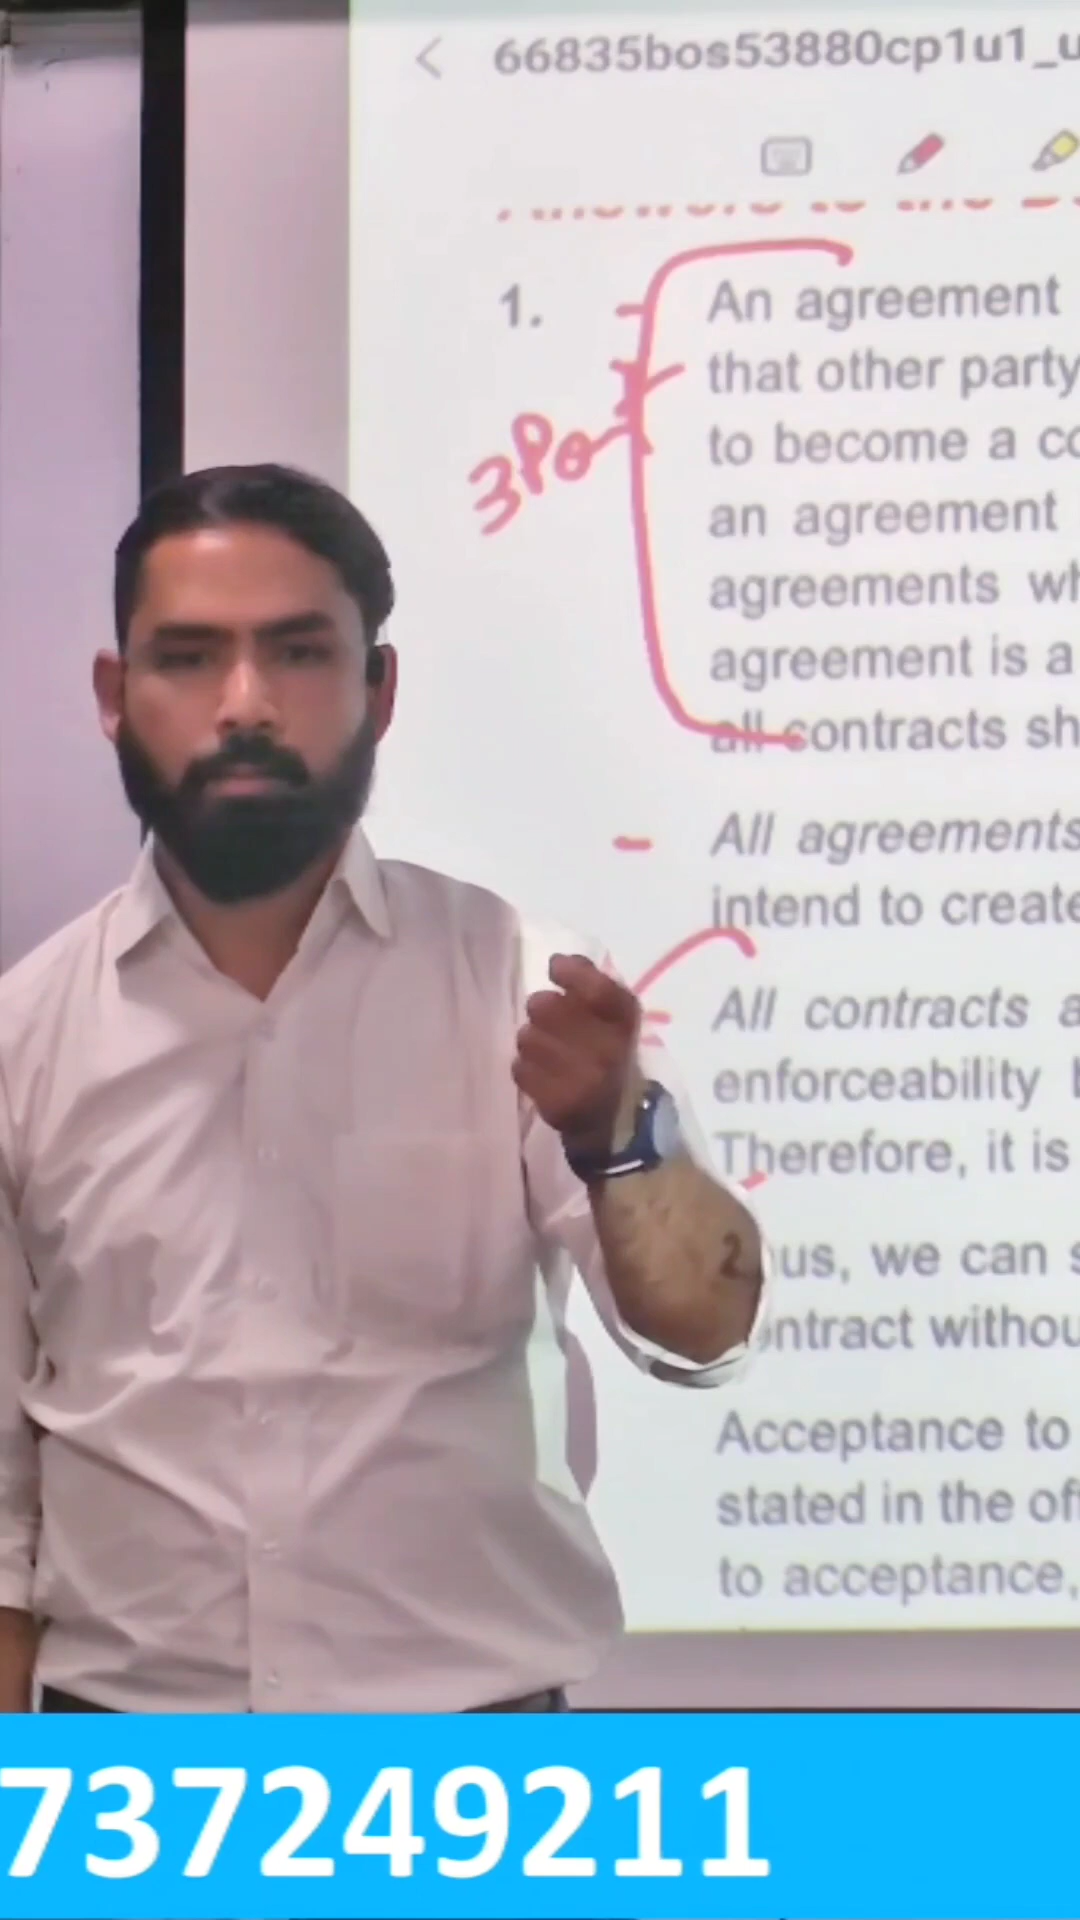 66835bos53880cp1u1_u
1.
An agreement
that other party
to become a co
3Po
an agreement
agreements wh
agreement is a
all contracts sh
All agreements
intend to create
All contracts a
enforceability b
Therefore, it is
us, we can s
ontract withou
Acceptance to
stated in the of
to acceptance,
737249211